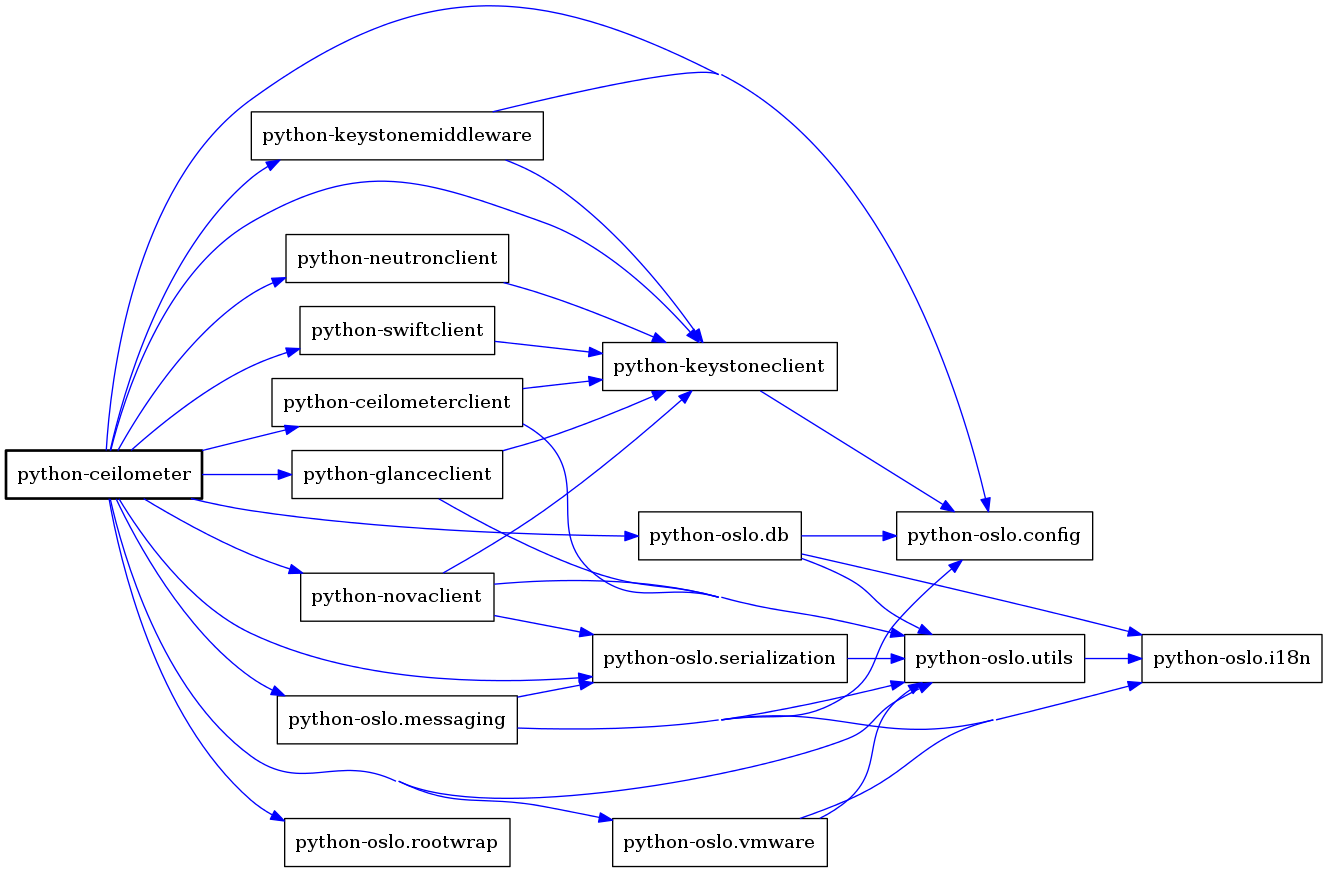 python-keystonemiddleware
python-neutronclient
python-swiftclient
python-keystoneclient
python-ceilometerclient
python-ceilometer
python-glanceclient
python-oslo.db
python-oslo.config
python-novaclient
python-oslo.serialization
python-oslo.utils
python-oslo.i18n
python-oslo.messaging
python-oslo.rootwrap
python-oslo.vmware